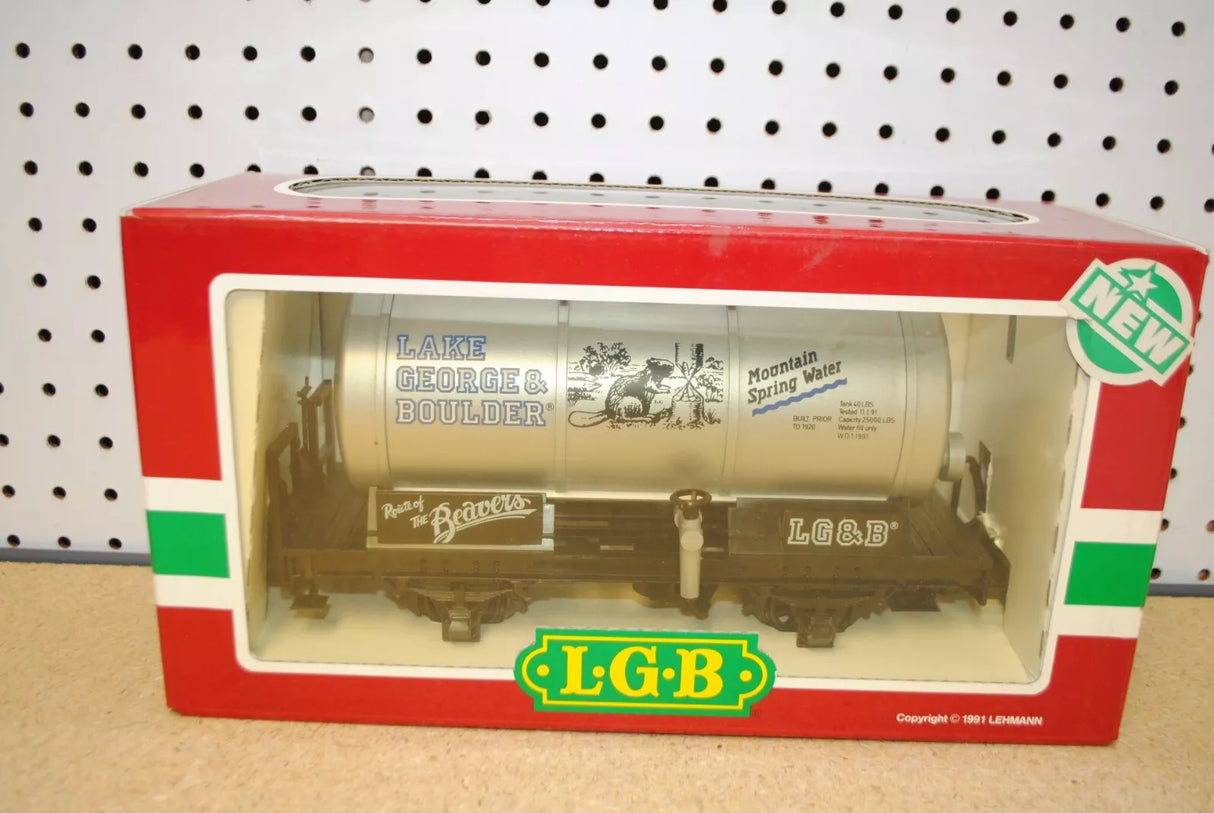 NEW
LAKE
GEORGE &
BOULDER®
Mountain
Spring Water
BUILT PRIOR
TO 1920
Tank 40 LBS
Tested 11.1.91
Capacity 25000 LBS
Water fill only
W.D.1.1991
Route of
THE Beavers
LG&B®
L·G·B
Copyright © 1991 LEHMANN